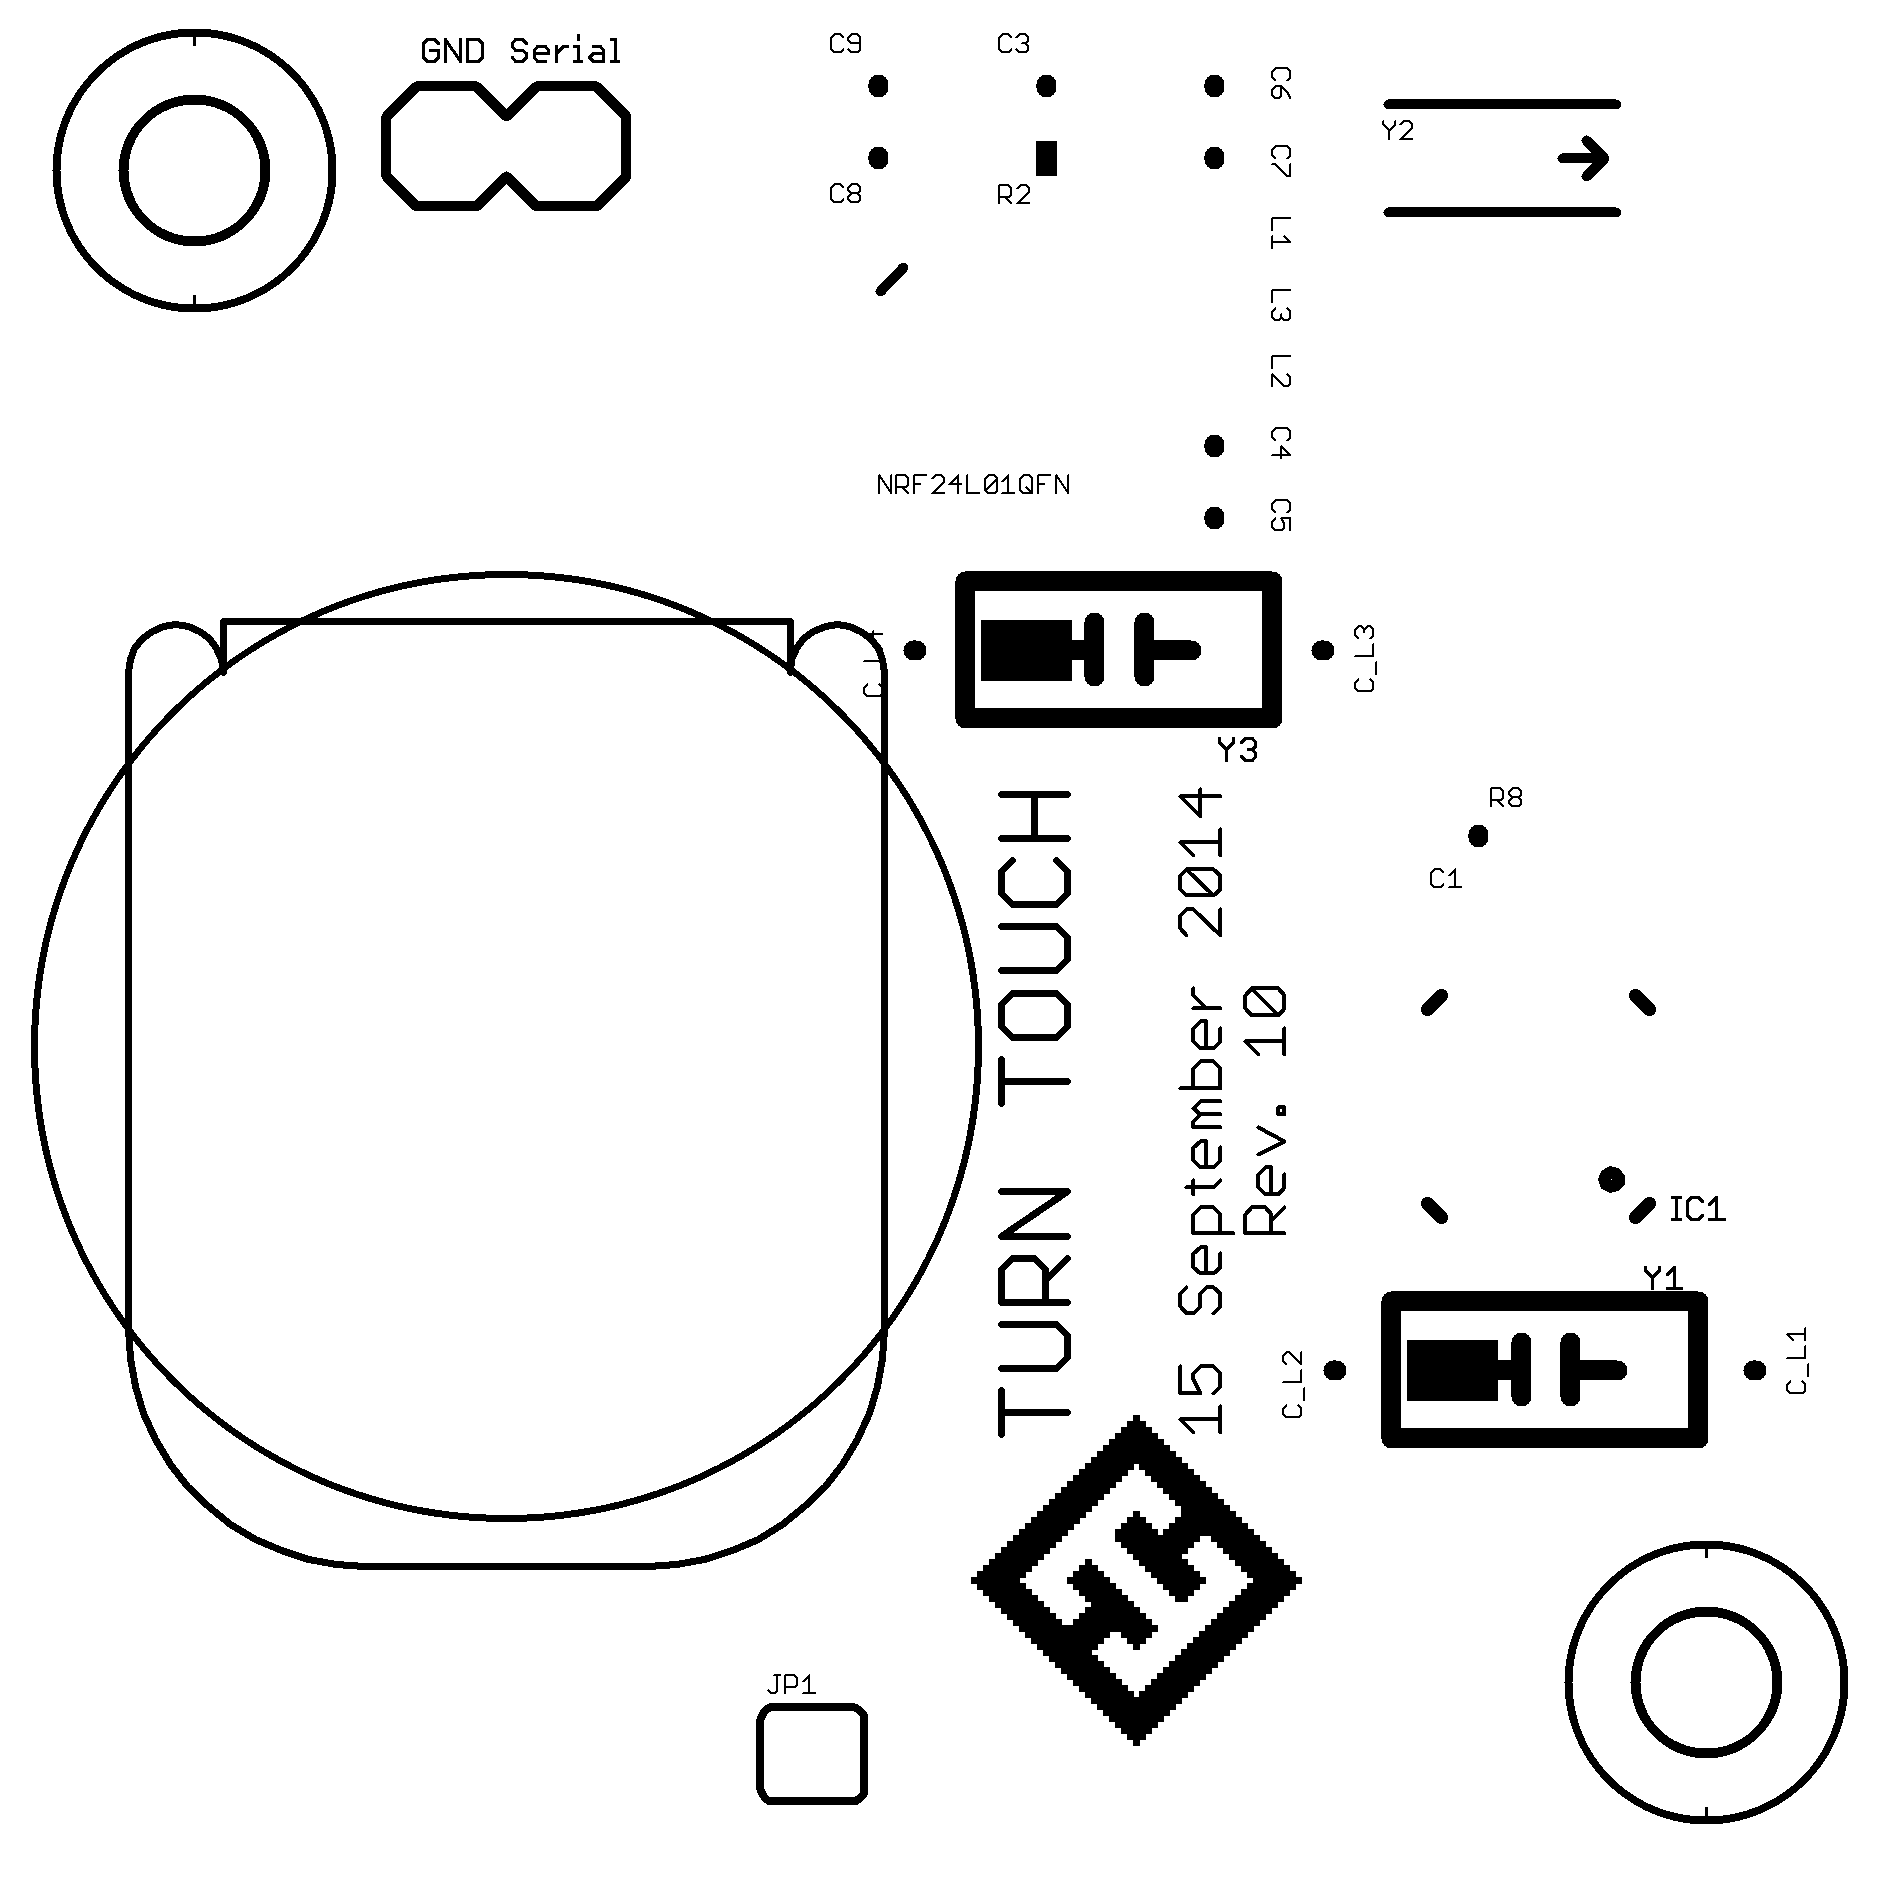 GND Serial
C9
C3
C6
Y2
C7
C8
R2
L1
L3
L2
C4
NRF24L01QFN
C5
C_L3
Y3
R8
C1
TURN TOUCH
15 September 2014
Rev. 10
IC1
Y1
C_L2
C_L1
JP1